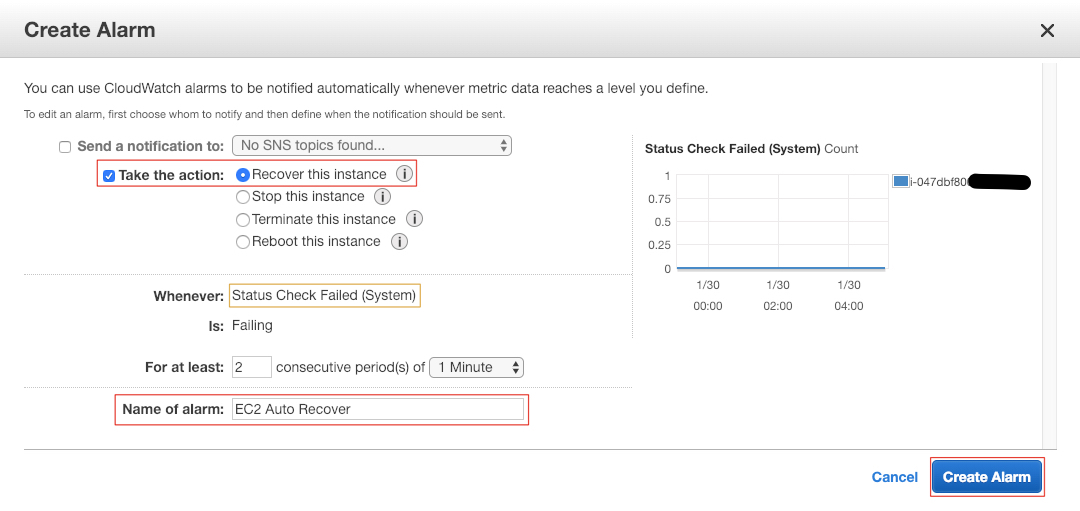 Create Alarm
You can use CloudWatch alarms to be notified automatically whenever metric data reaches a level you define.
To edit an alarm, first choose whom to notify and then define when the notification should be sent.
Send a notification to: No SNS topics found...
Take the action: Recover this instance i
Stop this instance i
Terminate this instance i
Reboot this instance i
Whenever: Status Check Failed (System)
Is: Failing
For at least: 2 consecutive period(s) of 1 Minute
Name of alarm: EC2 Auto Recover
Status Check Failed (System) Count
1
0.75
0.5
0.25
0
1/30 1/30 1/30
00:00 02:00 04:00
i-047dbf80
Cancel Create Alarm